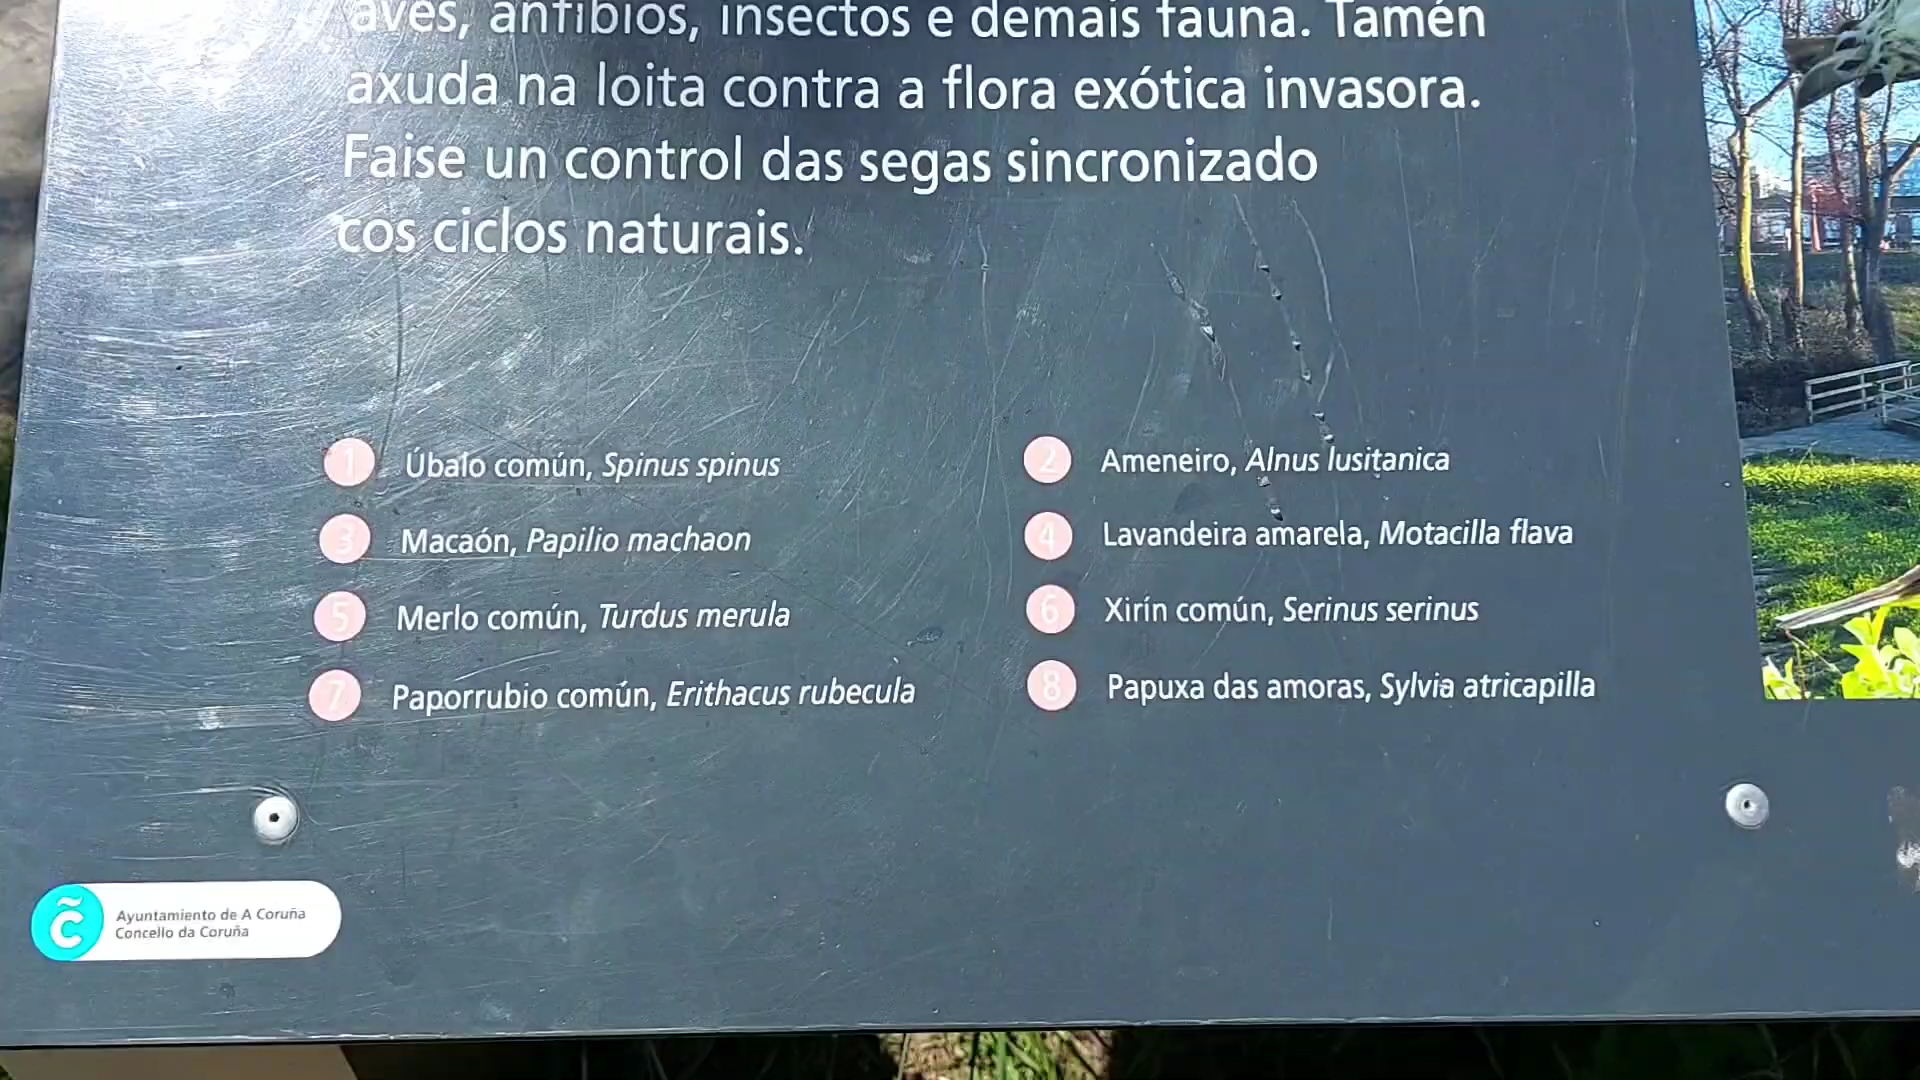 aves, anfibios, insectos e demais fauna. Tamén
axuda na loita contra a flora exótica invasora.
Faise un control das segas sincronizado
cos ciclos naturais.
1 Úbalo común, Spinus spinus
2 Ameneiro, Alnus lusitanica
3 Macaón, Papilio machaon
4 Lavandeira amarela, Motacilla flava
5 Merlo común, Turdus merula
6 Xirín común, Serinus serinus
7 Paporrubio común, Erithacus rubecula
8 Papuxa das amoras, Sylvia atricapilla
Ayuntamiento de A Coruña
Concello da Coruña